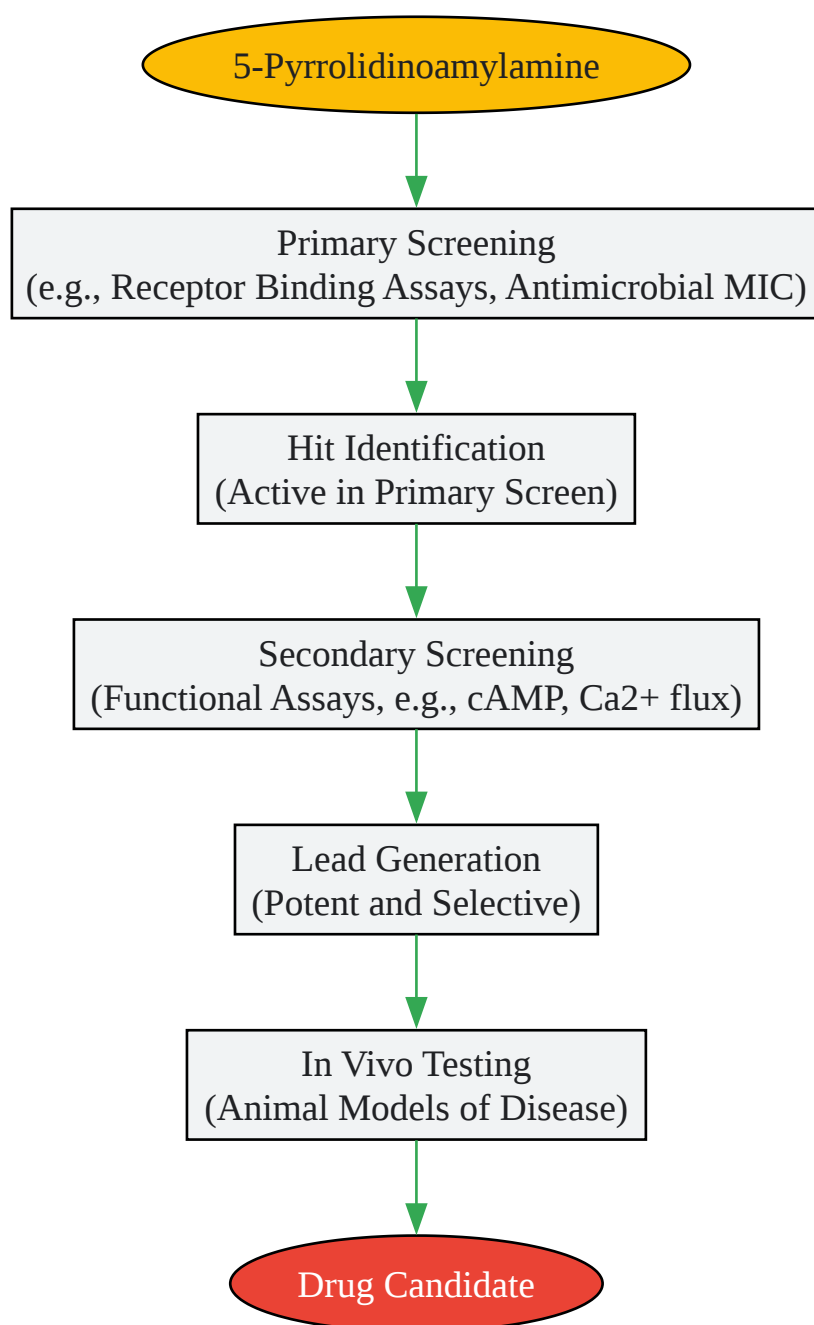 5-Pyrrolidinoamylamine
Primary Screening
(e.g., Receptor Binding Assays, Antimicrobial MIC)
Hit Identification
(Active in Primary Screen)
Secondary Screening
(Functional Assays, e.g., cAMP, Ca2+ flux)
Lead Generation
(Potent and Selective)
In Vivo Testing
(Animal Models of Disease)
Drug Candidate